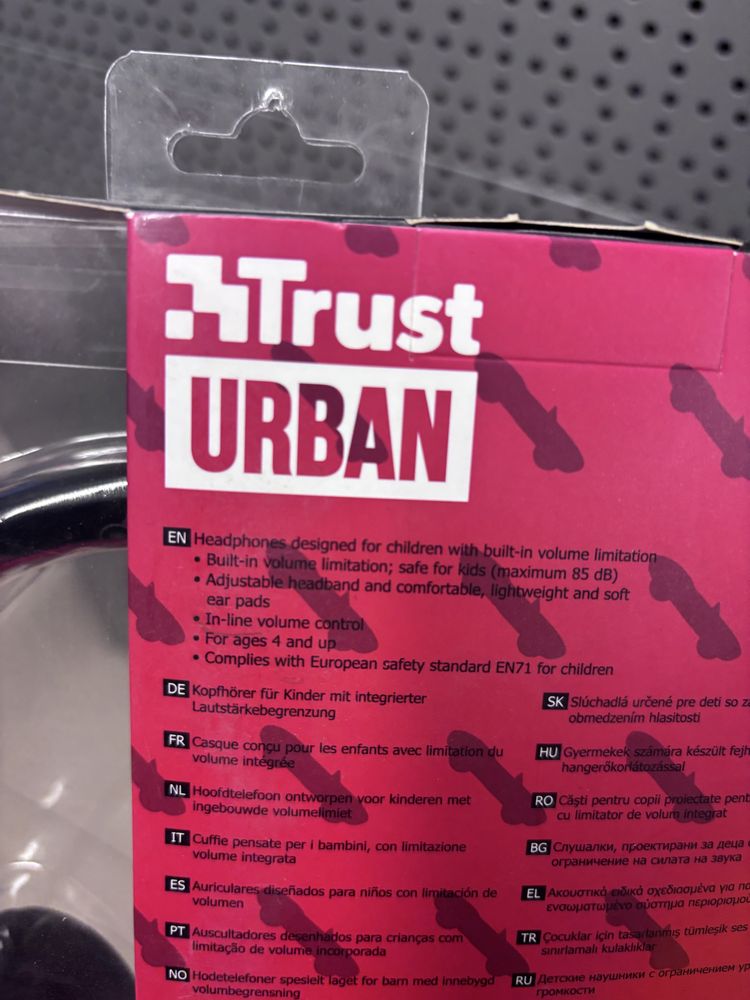 Trust
URBAN
EN Headphones designed for children with built-in volume limitation
• Built-in volume limitation; safe for kids (maximum 85 dB)
• Adjustable headband and comfortable, lightweight and soft
ear pads
• In-line volume control
• For ages 4 and up
• Complies with European safety standard EN71 for children
DE Kopfhörer für Kinder mit integrierter
Lautstärkebegrenzung
FR Casque conçu pour les enfants avec limitation du
volume intégrée
NL Hoofdtelefoon ontworpen voor kinderen met
ingebouwde volumelimiet
IT Cuffie pensate per i bambini, con limitazione
volume integrata
ES Auriculares diseñados para niños con limitación de
volumen
PT Auscultadores desenhados para crianças com
limitação de volume incorporada
NO Hodetelefoner spesielt laget for barn med innebygd
volumbegrensning
SK Slúchadlá určené pre deti so
obmedzením hlasitosti
HU Gyermekek számára készült
hangerőkorlátozással
RO Căști pentru copii proiectate
cu limitator de volum integrat
BG Слушалки, проектирани за деца
ограничение на силата на звука
EL Ακουστικά ειδικά σχεδιασμένα για
ενσωματωμένο σύστημα
TR Çocuklar için tasarlanmış tümleşik ses
sınırlamalı kulaklıklar
RU Детские наушники с ограничением
громкости